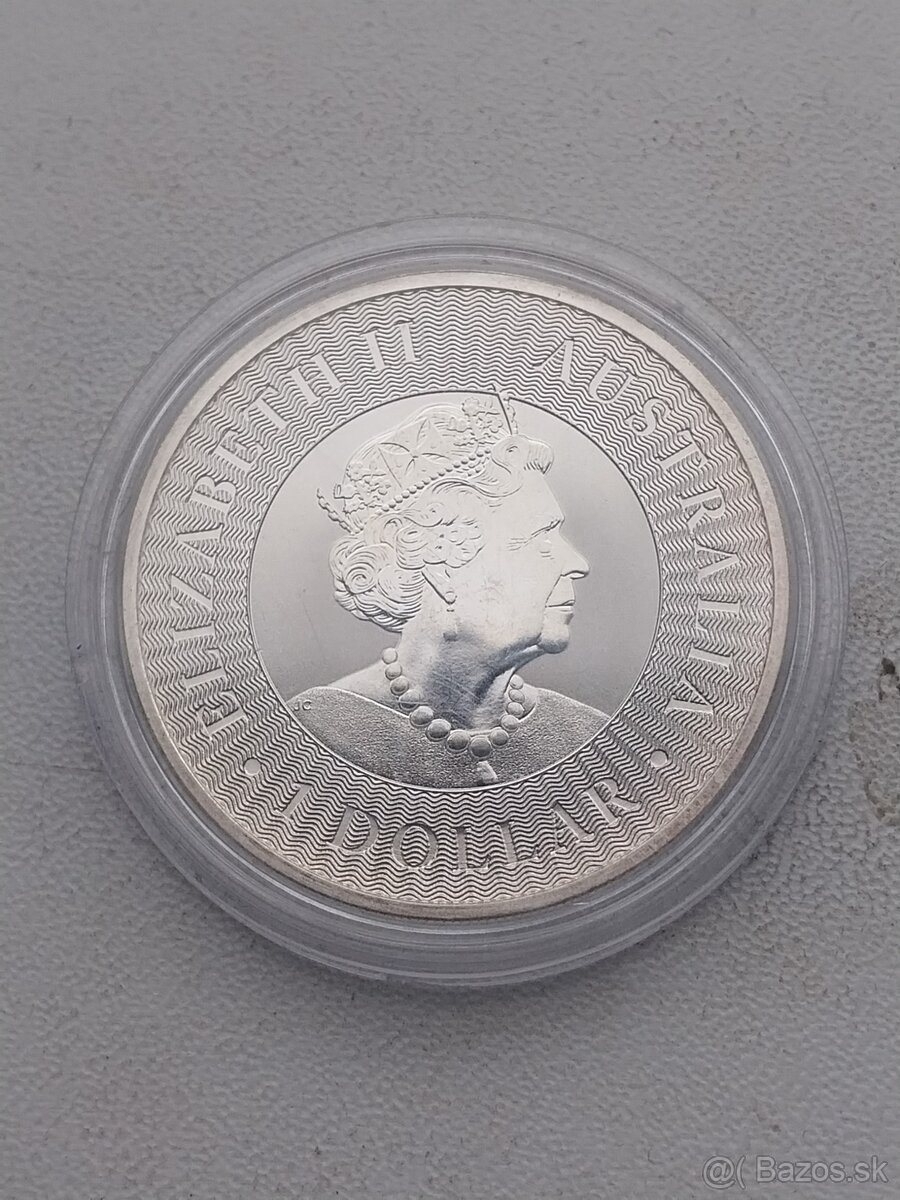 ELIZABETH II AUSTRALIA
JC
• 1 DOLLAR •
@( Bazos.sk